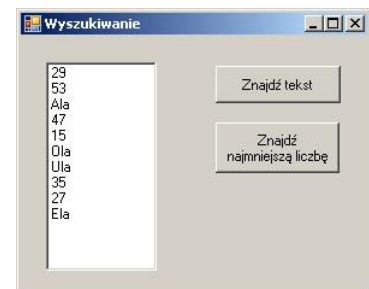 Wyszukiwanie
29
53
Ala
47
15
Ola
Ula
35
27
Ela
Znajdź tekst
Znajdź
najmniejszą liczbę